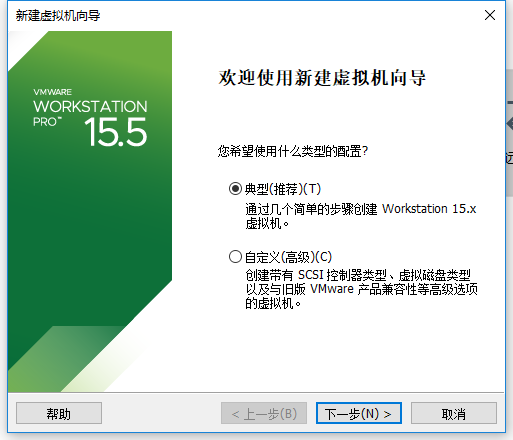 新建虚拟机向导
VMWARE
WORKSTATION
PRO™
15.5
欢迎使用新建虚拟机向导
您希望使用什么类型的配置?
典型(推荐)(T)
通过几个简单的步骤创建 Workstation 15.x
虚拟机。
自定义(高级)(C)
创建带有 SCSI 控制器类型、虚拟磁盘类型
以及与旧版 VMware 产品兼容性等高级选项
的虚拟机。
帮助
< 上一步(B)
下一步(N) >
取消